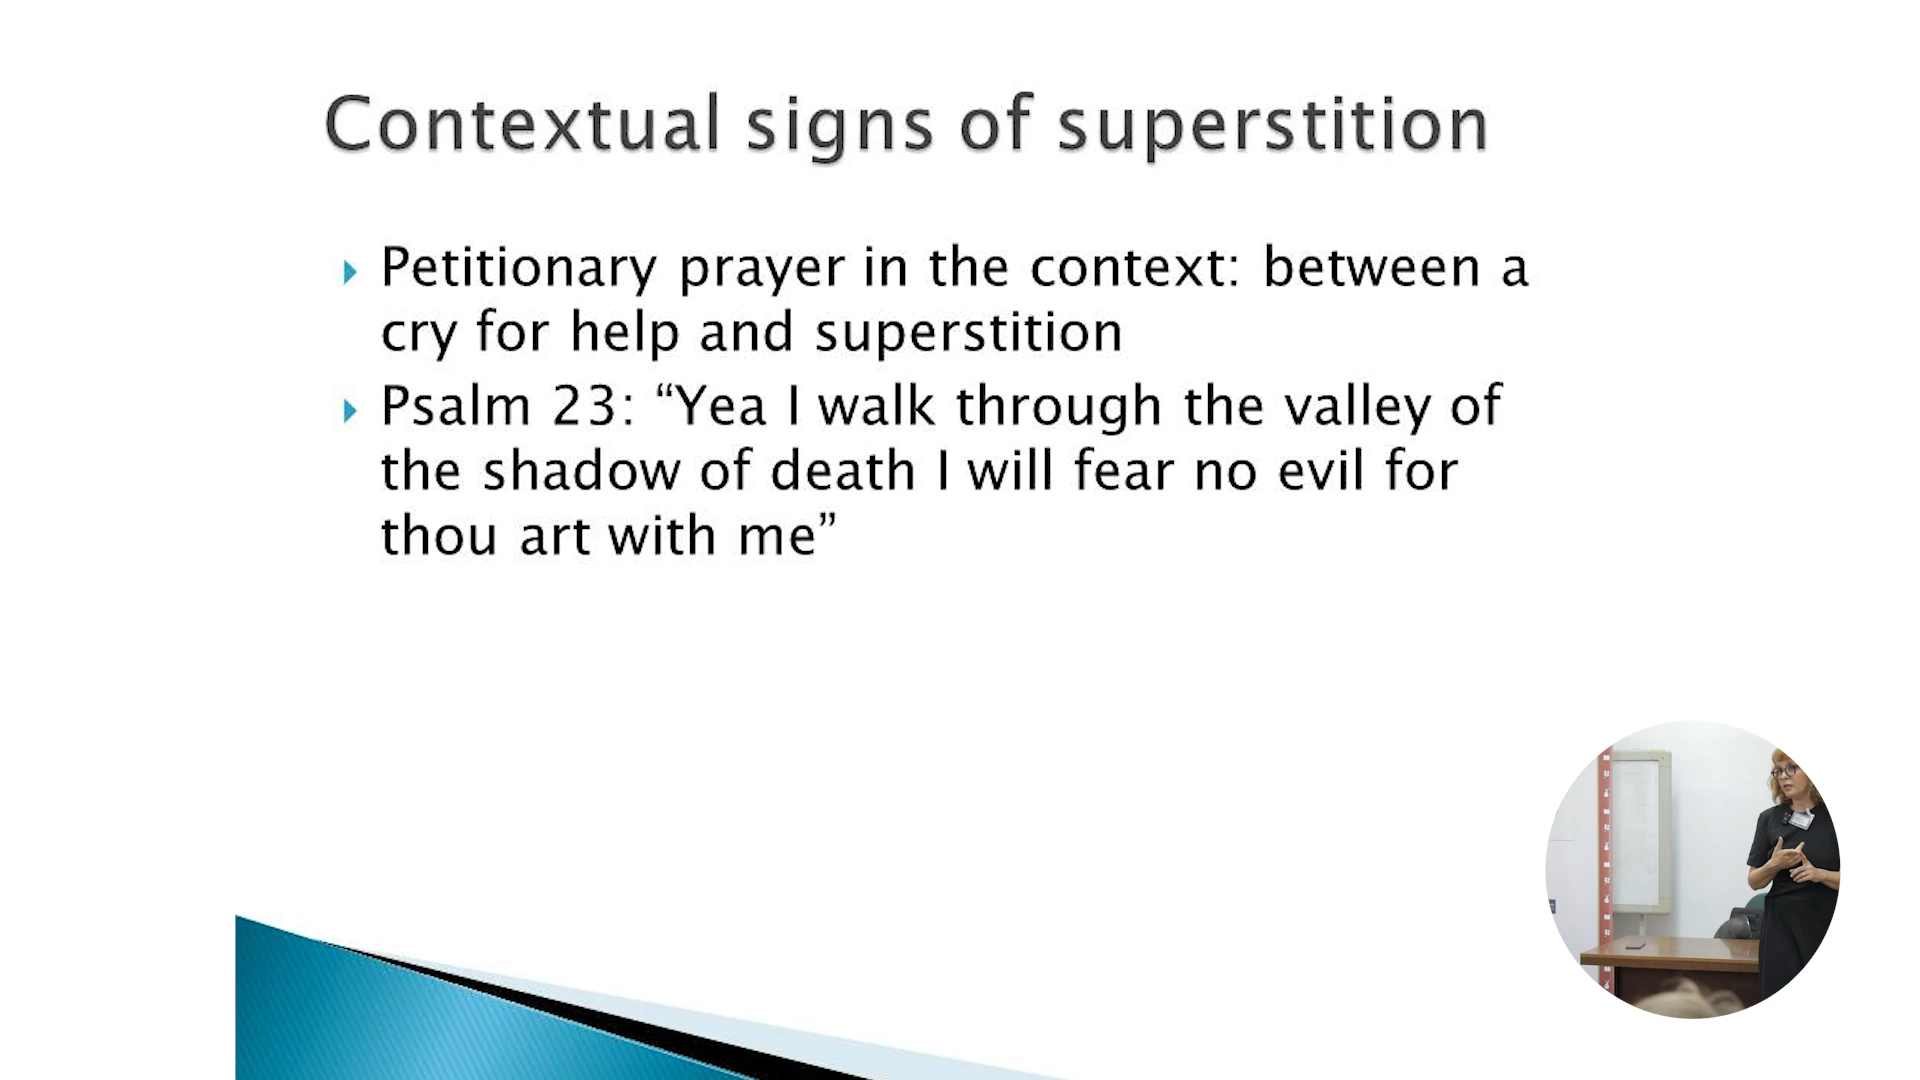 Contextual signs of superstition
Petitionary prayer in the context: between a
cry for help and superstition
Psalm 23: “Yea I walk through the valley of
the shadow of death I will fear no evil for
thou art with me”